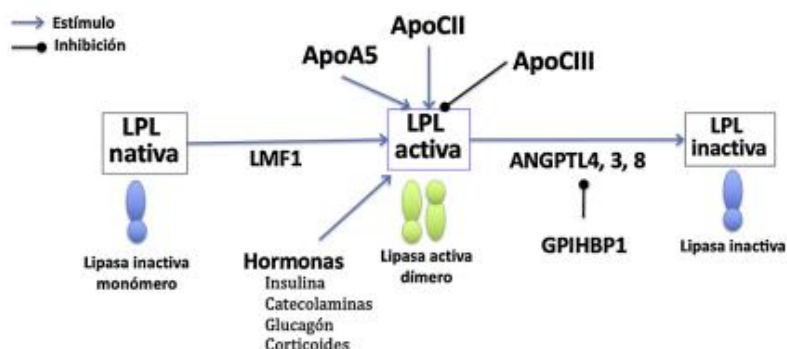 Estímulo
Inhibición
ApoCII
ApoA5
ApoCIII
LPL
nativa
LMF1
LPL
activa
ANGPTL4, 3, 8
LPL
inactiva
Lipasa inactiva
monómero
Hormonas
Insulina
Catecolaminas
Glucagón
Corticoides
Lipasa activa
dímero
GPIHBP1
Lipasa inactiva